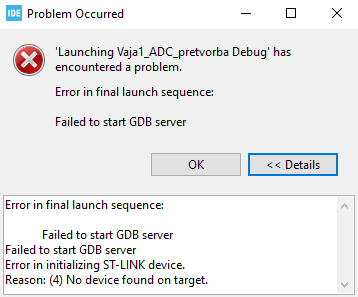 IDE Problem Occurred
'Launching Vaja1_ADC_pretvorba Debug' has
encountered a problem.
Error in final launch sequence:
Failed to start GDB server
OK
<< Details
Error in final launch sequence:
Failed to start GDB server
Failed to start GDB server
Error in initializing ST-LINK device.
Reason: (4) No device found on target.